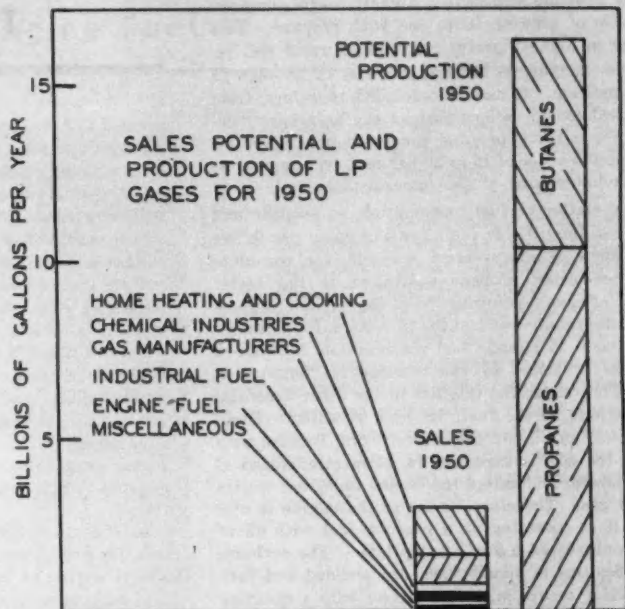 POTENTIAL
PRODUCTION
1950
15
SALES POTENTIAL AND
PRODUCTION OF LP
GASES FOR 1950
BUTANES
BILLIONS OF GALLONS PER YEAR
10
HOME HEATING AND COOKING
CHEMICAL INDUSTRIES
GAS MANUFACTURERS
INDUSTRIAL FUEL
ENGINE FUEL
MISCELLANEOUS
5
SALES
1950
PROPANES